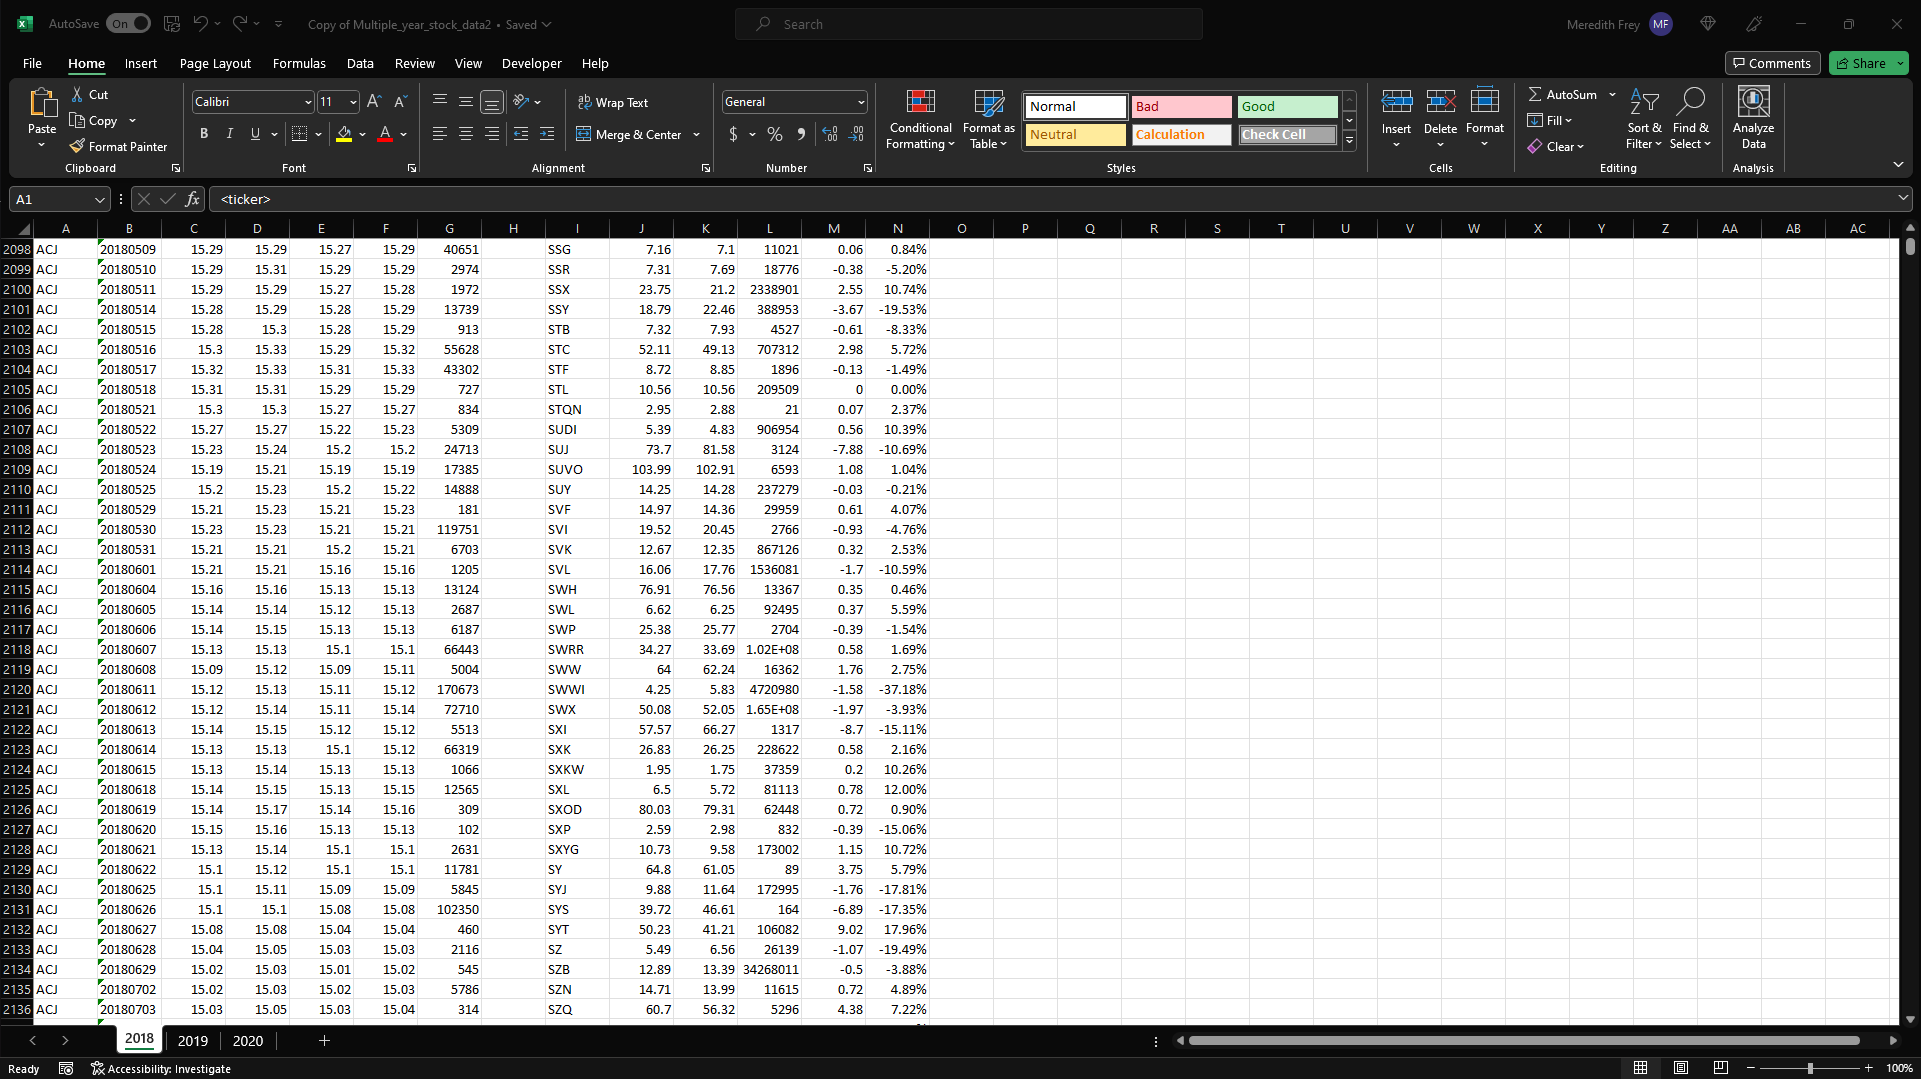 AutoSave On Copy of Multiple_year_stock_data2 • Saved Search Meredith Frey MF
File Home Insert Page Layout Formulas Data Review View Developer Help Comments Share
Paste
Cut
Copy
Format Painter
Clipboard
Calibri 11
B I U
Font
Wrap Text
Merge & Center
Alignment
General
$ %
Number
Conditional Formatting
Format as Table
Normal Bad Good
Neutral Calculation Check Cell
Styles
Insert Delete Format
Cells
AutoSum
Fill
Clear
Sort & Filter
Find & Select
Editing
Analyze Data
Analysis
A1 fx <ticker>
A B C D E F G H I J K L M N O P Q R S T U V W X Y Z AA AB AC
2098 ACJ 20180509 15.29 15.29 15.27 15.29 40651 SSG 7.16 7.1 11021 0.06 0.84%
2099 ACJ 20180510 15.29 15.31 15.29 15.29 2974 SSR 7.31 7.69 18776 -0.38 -5.20%
2100 ACJ 20180511 15.29 15.29 15.27 15.28 1972 SSX 23.75 21.2 2338901 2.55 10.74%
2101 ACJ 20180514 15.28 15.29 15.28 15.29 13739 SSY 18.79 22.46 388953 -3.67 -19.53%
2102 ACJ 20180515 15.28 15.3 15.28 15.29 913 STB 7.32 7.93 4527 -0.61 -8.33%
2103 ACJ 20180516 15.3 15.33 15.29 15.32 55628 STC 52.11 49.13 707312 2.98 5.72%
2104 ACJ 20180517 15.32 15.33 15.31 15.33 43302 STF 8.72 8.85 1896 -0.13 -1.49%
2105 ACJ 20180518 15.31 15.31 15.29 15.29 727 STL 10.56 10.56 209509 0 0.00%
2106 ACJ 20180521 15.3 15.3 15.27 15.27 834 STQN 2.95 2.88 21 0.07 2.37%
2107 ACJ 20180522 15.27 15.27 15.22 15.23 5309 SUDI 5.39 4.83 906954 0.56 10.39%
2108 ACJ 20180523 15.23 15.24 15.2 15.2 24713 SUJ 73.7 81.58 3124 -7.88 -10.69%
2109 ACJ 20180524 15.19 15.21 15.19 15.19 17385 SUVO 103.99 102.91 6593 1.08 1.04%
2110 ACJ 20180525 15.2 15.23 15.2 15.22 14888 SUY 14.25 14.28 237279 -0.03 -0.21%
2111 ACJ 20180529 15.21 15.23 15.21 15.23 181 SVF 14.97 14.36 29959 0.61 4.07%
2112 ACJ 20180530 15.23 15.23 15.21 15.21 119751 SVI 19.52 20.45 2766 -0.93 -4.76%
2113 ACJ 20180531 15.21 15.21 15.2 15.21 6703 SVK 12.67 12.35 867126 0.32 2.53%
2114 ACJ 20180601 15.21 15.21 15.16 15.16 1205 SVL 16.06 17.76 1536081 -1.7 -10.59%
2115 ACJ 20180604 15.16 15.16 15.13 15.13 13124 SWH 76.91 76.56 13367 0.35 0.46%
2116 ACJ 20180605 15.14 15.14 15.12 15.13 2687 SWL 6.62 6.25 92495 0.37 5.59%
2117 ACJ 20180606 15.14 15.15 15.13 15.13 6187 SWP 25.38 25.77 2704 -0.39 -1.54%
2118 ACJ 20180607 15.13 15.13 15.1 15.1 66443 SWRR 34.27 33.69 1.02E+08 0.58 1.69%
2119 ACJ 20180608 15.09 15.12 15.09 15.11 5004 SWW 64 62.24 16362 1.76 2.75%
2120 ACJ 20180611 15.12 15.13 15.11 15.12 170673 SWWI 4.25 5.83 4720980 -1.58 -37.18%
2121 ACJ 20180612 15.12 15.14 15.11 15.14 72710 SWX 50.08 52.05 1.65E+08 -1.97 -3.93%
2122 ACJ 20180613 15.14 15.15 15.12 15.12 5513 SXI 57.57 66.27 1317 -8.7 -15.11%
2123 ACJ 20180614 15.13 15.13 15.1 15.12 66319 SXK 26.83 26.25 228622 0.58 2.16%
2124 ACJ 20180615 15.13 15.14 15.13 15.13 1066 SXKW 1.95 1.75 37359 0.2 10.26%
2125 ACJ 20180618 15.14 15.15 15.13 15.15 12565 SXL 6.5 5.72 81113 0.78 12.00%
2126 ACJ 20180619 15.14 15.17 15.14 15.16 309 SXOD 80.03 79.31 62448 0.72 0.90%
2127 ACJ 20180620 15.15 15.16 15.13 15.13 102 SXP 2.59 2.98 832 -0.39 -15.06%
2128 ACJ 20180621 15.13 15.14 15.1 15.1 2631 SXYG 10.73 9.58 173002 1.15 10.72%
2129 ACJ 20180622 15.1 15.12 15.1 15.1 11781 SY 64.8 61.05 89 3.75 5.79%
2130 ACJ 20180625 15.1 15.11 15.09 15.09 5845 SYJ 9.88 11.64 172995 -1.76 -17.81%
2131 ACJ 20180626 15.1 15.1 15.08 15.08 102350 SYS 39.72 46.61 164 -6.89 -17.35%
2132 ACJ 20180627 15.08 15.08 15.04 15.04 460 SYT 50.23 41.21 106082 9.02 17.96%
2133 ACJ 20180628 15.04 15.05 15.03 15.03 2116 SZ 5.49 6.56 26139 -1.07 -19.49%
2134 ACJ 20180629 15.02 15.03 15.01 15.02 545 SZB 12.89 13.39 34268011 -0.5 -3.88%
2135 ACJ 20180702 15.02 15.03 15.02 15.03 5786 SZN 14.71 13.99 11615 0.72 4.89%
2136 ACJ 20180703 15.03 15.05 15.03 15.04 314 SZQ 60.7 56.32 5296 4.38 7.22%
2018 2019 2020
Ready Accessibility: Investigate 100%